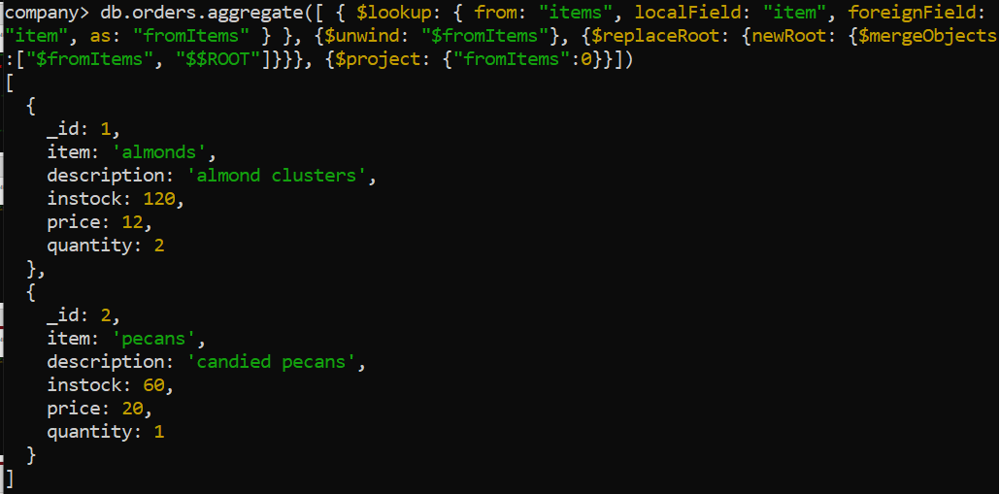 company> db.orders.aggregate([ { $lookup: { from: "items", localField: "item", foreignField:
"item", as: "fromItems" } }, {$unwind: "$fromItems"}, {$replaceRoot: {newRoot: {$mergeObjects
:["$fromItems", "$$ROOT"]}}}, {$project: {"fromItems":0}}])
[
  {
    _id: 1,
    item: 'almonds',
    description: 'almond clusters',
    instock: 120,
    price: 12,
    quantity: 2
  },
  {
    _id: 2,
    item: 'pecans',
    description: 'candied pecans',
    instock: 60,
    price: 20,
    quantity: 1
  }
]